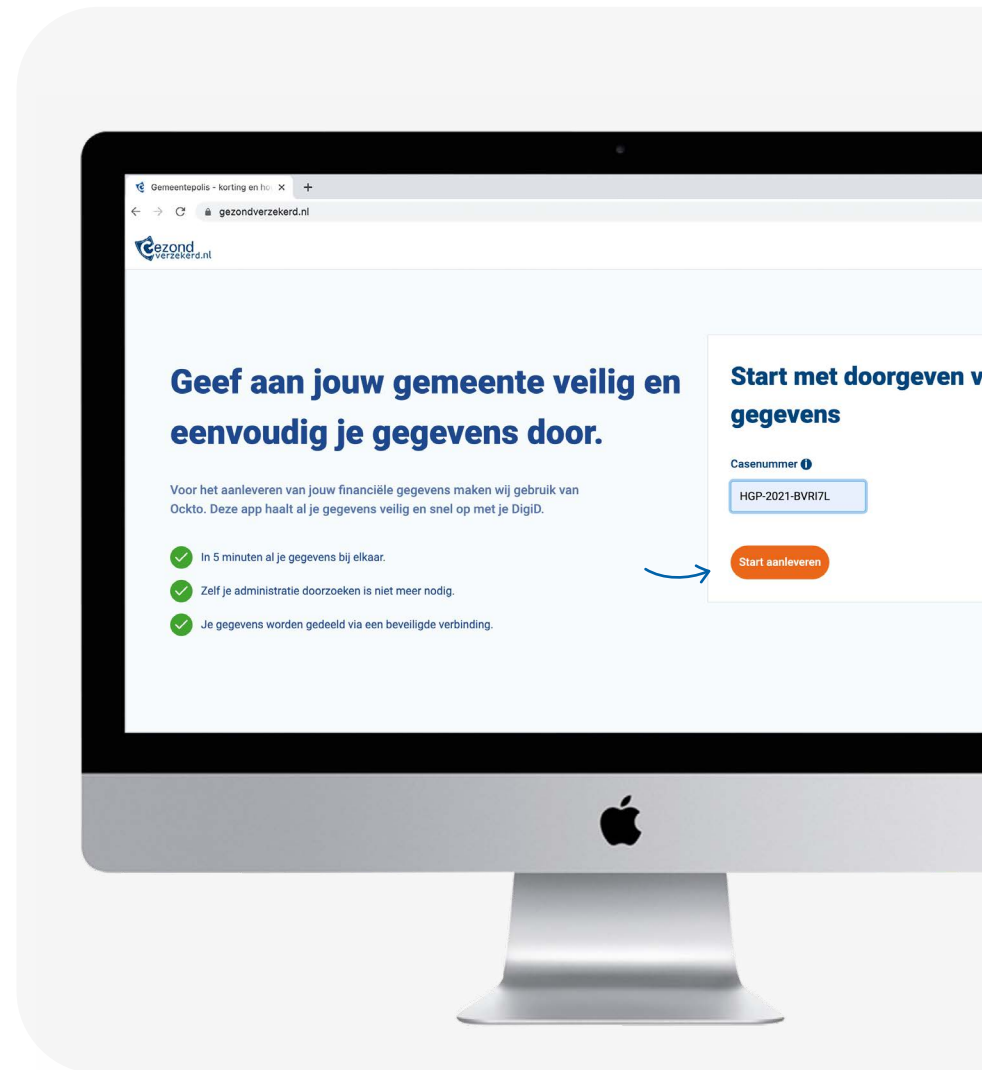 Gemeentepolis - korting en ho
gezondverzekerd.nl
Gezond
verzekerd.nl
Geef aan jouw gemeente veilig en
eenvoudig je gegevens door.
Voor het aanleveren van jouw financiële gegevens maken wij gebruik van
Ockto. Deze app haalt al je gegevens veilig en snel op met je DigiD.
In 5 minuten al je gegevens bij elkaar.
Zelf je administratie doorzoeken is niet meer nodig.
Je gegevens worden gedeeld via een beveiligde verbinding.
Start met doorgeven v
gegevens
Casenummer
HGP-2021-BVRI7L
Start aanleveren